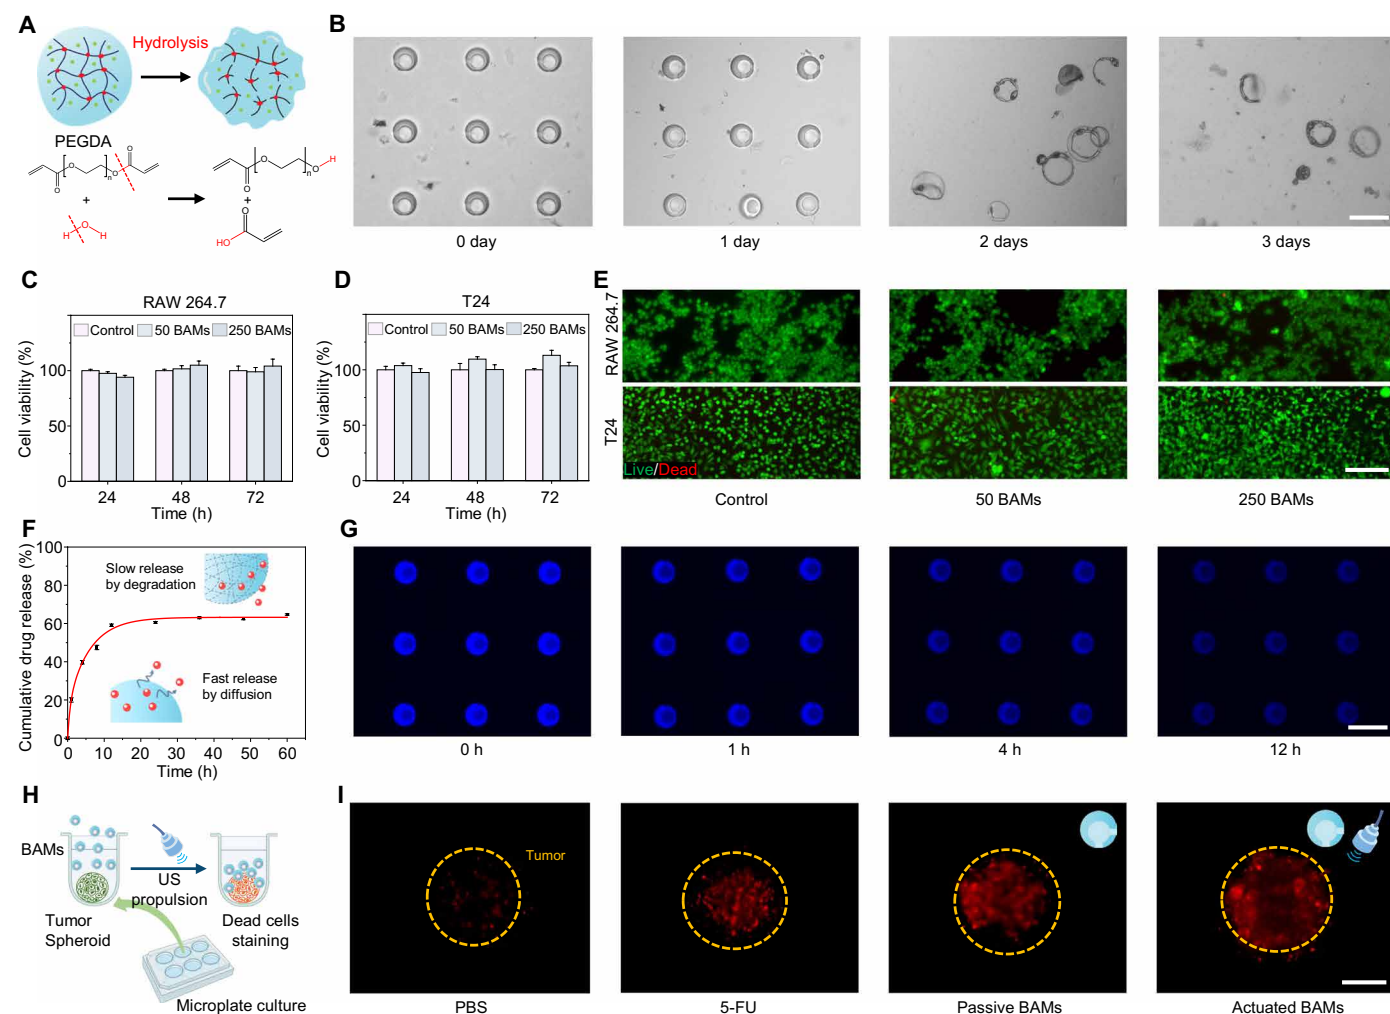 A
Hydrolysis
PEGDA
O
O
n
O
O
+
H
O
H
O
O
n
O
H
+
O
HO
B
0 day
1 day
2 days
3 days
C
RAW 264.7
Control
50 BAMs
250 BAMs
Cell viability (%)
100
50
0
24
48
72
Time (h)
D
T24
Control
50 BAMs
250 BAMs
Cell viability (%)
100
50
0
24
48
72
Time (h)
E
RAW 264.7
T24
Live/Dead
Control
50 BAMs
250 BAMs
F
Cumulative drug release (%)
100
80
60
40
20
0
Slow release
by degradation
Fast release
by diffusion
0
10
20
30
40
50
60
Time (h)
G
0 h
1 h
4 h
12 h
H
BAMs
US
propulsion
Tumor
Spheroid
Dead cells
staining
Microplate culture
I
Tumor
PBS
5-FU
Passive BAMs
Actuated BAMs